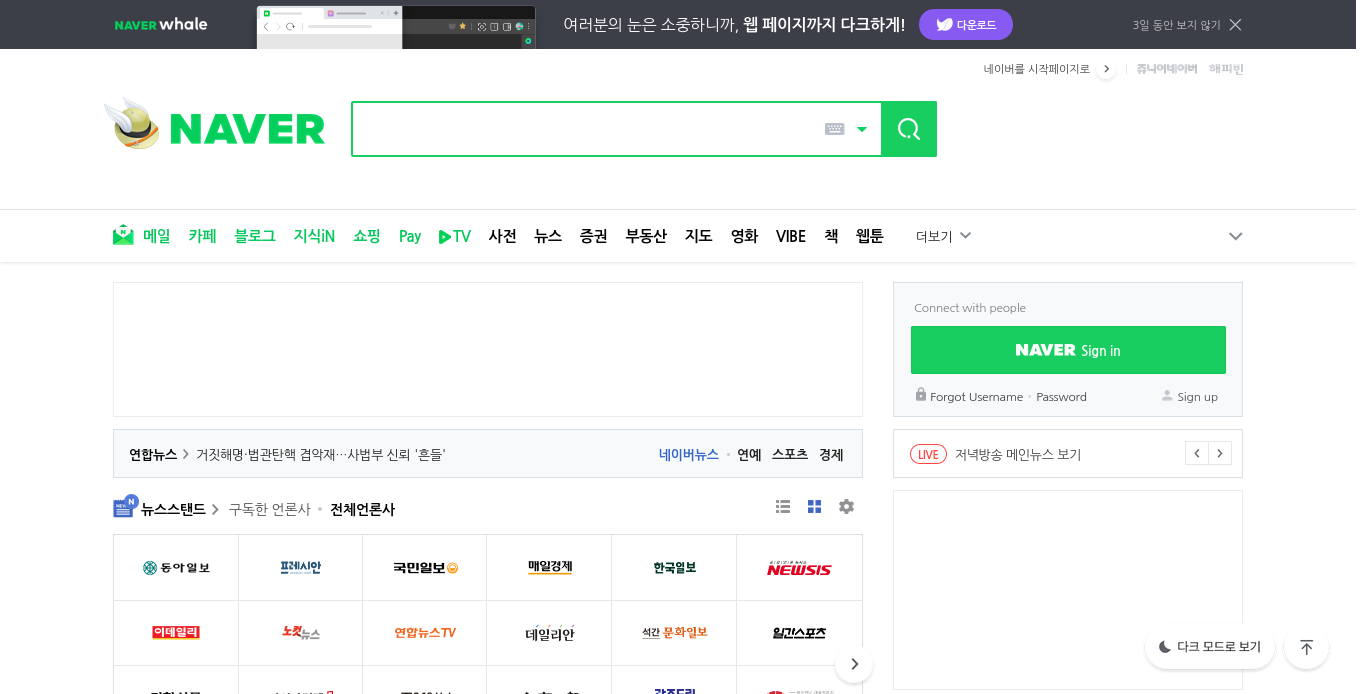 NAVER whale 여러분의 눈은 소중하니까, 웹 페이지까지 다크하게! 다운로드 3일 동안 보지 않기
네이버를 시작페이지로 쥬니어네이버 해피빈
NAVER
메일 카페 블로그 지식iN 쇼핑 Pay TV 사전 뉴스 증권 부동산 지도 영화 VIBE 책 웹툰 더보기
Connect with people
NAVER Sign in
Forgot Username · Password Sign up
연합뉴스 거짓해명·법관탄핵 겹악재…사법부 신뢰 '흔들' 네이버뉴스 · 연예 스포츠 경제
LIVE 저녁방송 메인뉴스 보기
뉴스스탠드 구독한 언론사 · 전체언론사
동아일보 프레시안 국민일보 매일경제 한국일보 NEWSIS
이데일리 노컷뉴스 연합뉴스TV 데일리안 석간 문화일보 일간스포츠
다크 모드로 보기